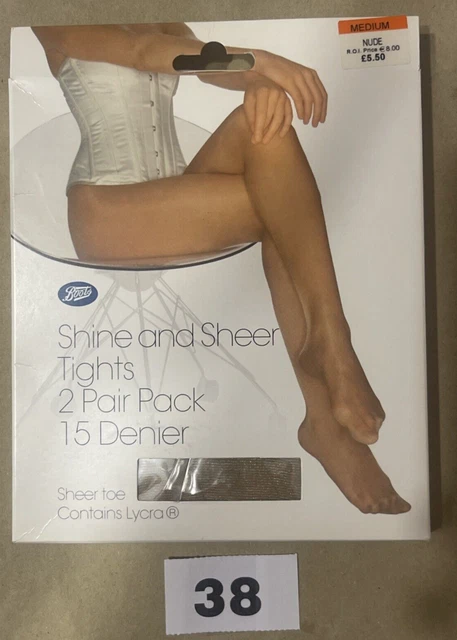 MEDIUM
NUDE
R.O.I. Price € 8.00
£5.50
Boots
Shine and Sheer
Tights
2 Pair Pack
15 Denier
Sheer toe
Contains Lycra®
38